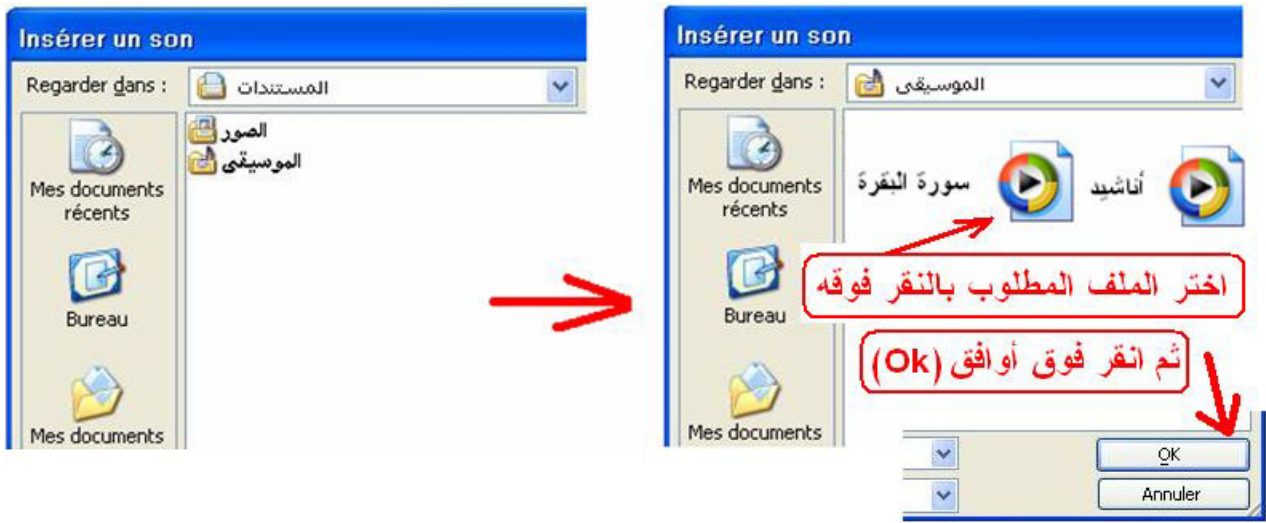 Insérer un son
Regarder dans :
المستندات
الصور
الموسيقى
Mes documents
récents
Bureau
Mes documents
Insérer un son
Regarder dans :
الموسيقى
Mes documents
récents
أناشيد
سورة البقرة
Bureau
اختر الملف المطلوب بالنقر فوقه
ثم انقر فوق أوافق (Ok)
Mes documents
OK
Annuler